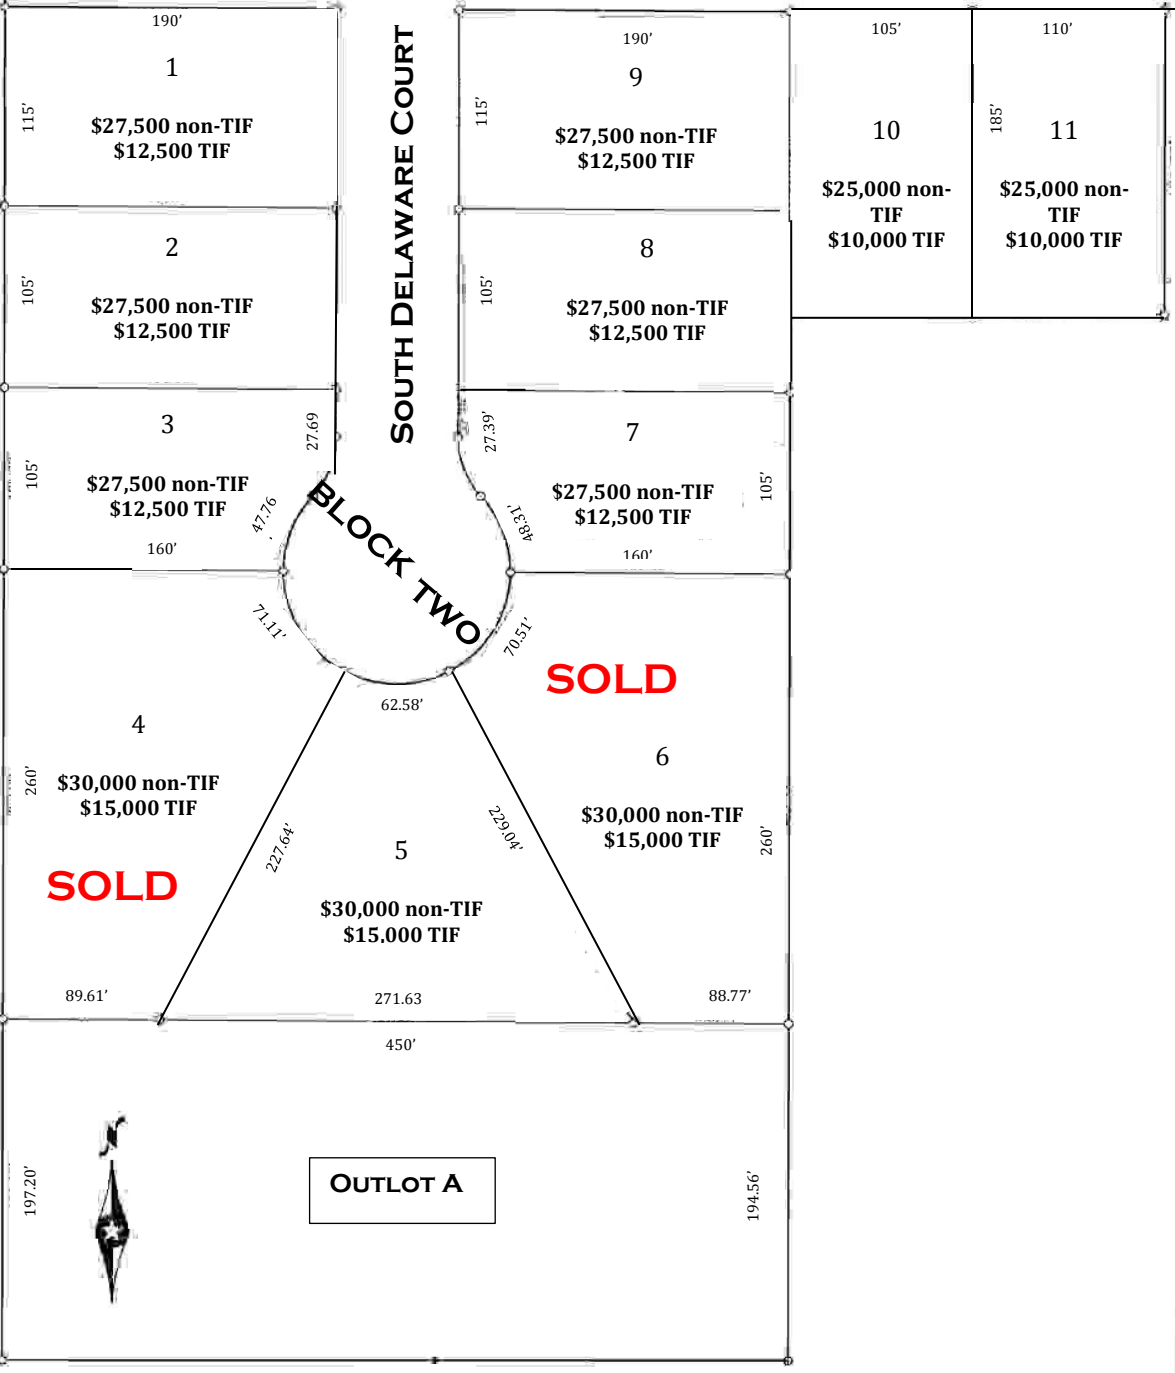 190’
1
115’
$27,500 non-TIF
$12,500 TIF
2
105’
$27,500 non-TIF
$12,500 TIF
3
27.69
105’
$27,500 non-TIF
$12,500 TIF
47.76
160’
SOUTH DELAWARE COURT
BLOCK TWO
190’
9
115’
$27,500 non-TIF
$12,500 TIF
8
105’
$27,500 non-TIF
$12,500 TIF
27.39’
7
105’
$27,500 non-TIF
$12,500 TIF
48.31’
160’
105’
10
$25,000 non-
TIF
$10,000 TIF
110’
185’
11
$25,000 non-
TIF
$10,000 TIF
71.11’
4
260’
$30,000 non-TIF
$15,000 TIF
SOLD
89.61’
62.58’
227.64’
229.04’
5
$30,000 non-TIF
$15,000 TIF
271.63
70.51’
SOLD
6
$30,000 non-TIF
$15,000 TIF
260’
88.77’
450’
N
197.20’
OUTLOT A
194.56’